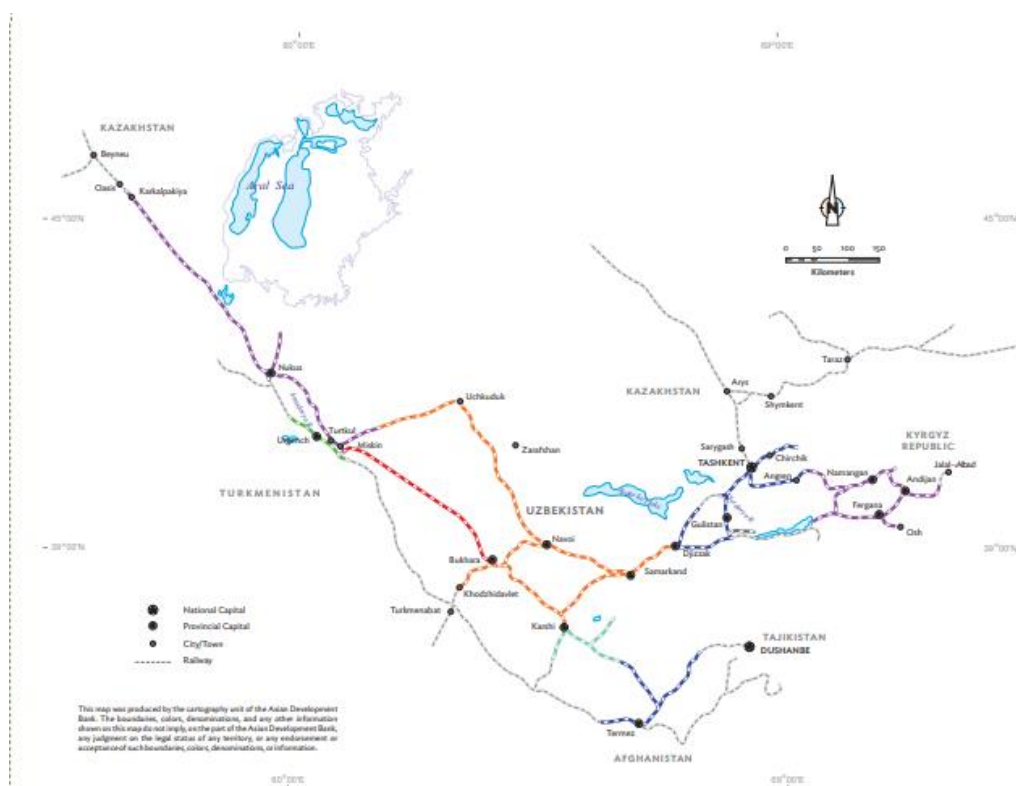 60°00'E
69°00'E
KAZAKHSTAN
Beyneu
Oasis
Karkalpakiya
Aral Sea
45°00'N
45°00'N
N
0 50 100 150
Kilometers
Taraz
Nukus
KAZAKHSTAN
Arys
Shymkent
Uchkuduk
Turtkul
Urgench
Miskin
Zarafshan
Sarygash
Chirchik
TASHKENT
KYRGYZ
REPUBLIC
Angren
Namangan
Jalal-Abad
Andijan
TURKMENISTAN
UZBEKISTAN
Gulistan
Fergana
Osh
39°00'N
39°00'N
Navoi
Djizzak
Bukhara
Samarkand
Khodzhidavlet
Turkmenabat
Karshi
National Capital
Provincial Capital
City/Town
Railway
TAJIKISTAN
DUSHANBE
This map was produced by the cartography unit of the Asian Development
Bank. The boundaries, colors, denominations, and any other information
shown on this map do not imply, on the part of the Asian Development Bank,
any judgment on the legal status of any territory, or any endorsement or
acceptance of such boundaries, colors, denominations, or information.
Termez
AFGHANISTAN
60°00'E